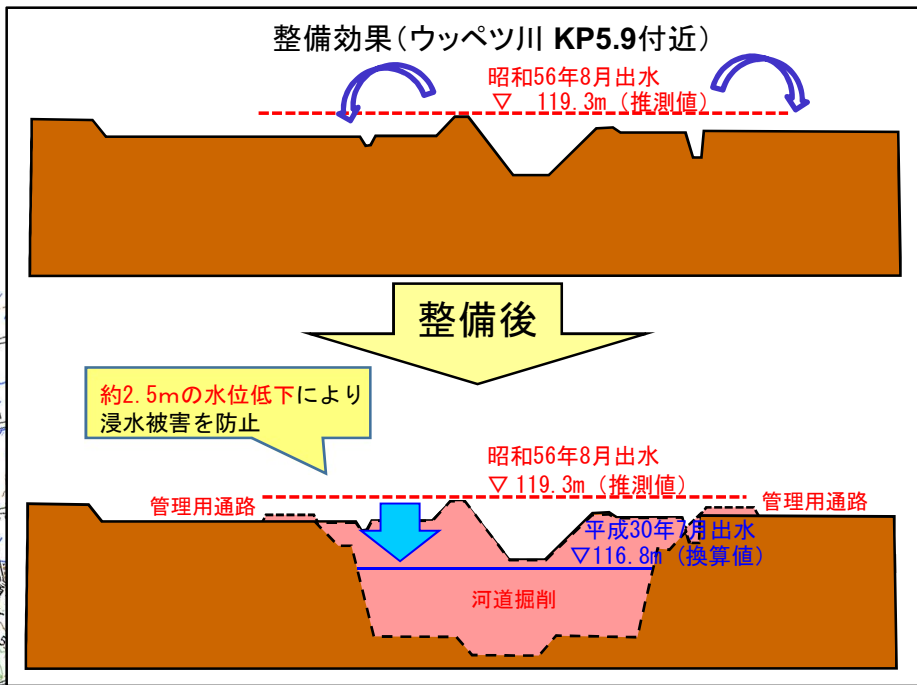 整備効果（ウッペツ川 KP5.9付近）
昭和56年8月出水
▽ 119.3m（推測値）
整備後
約2.5mの水位低下により
浸水被害を防止
昭和56年8月出水
▽ 119.3m（推測値）
管理用通路
管理用通路
平成30年7月出水
▽116.8m（換算値）
河道掘削